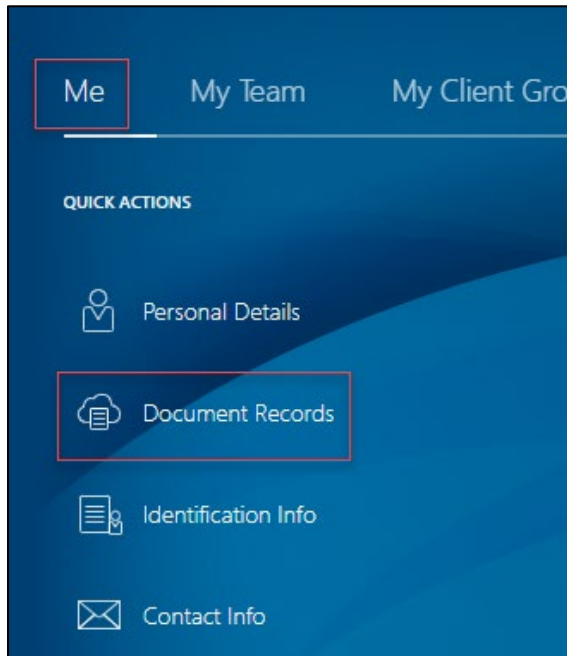 Me My Team My Client Gro
QUICK ACTIONS
Personal Details
Document Records
Identification Info
Contact Info